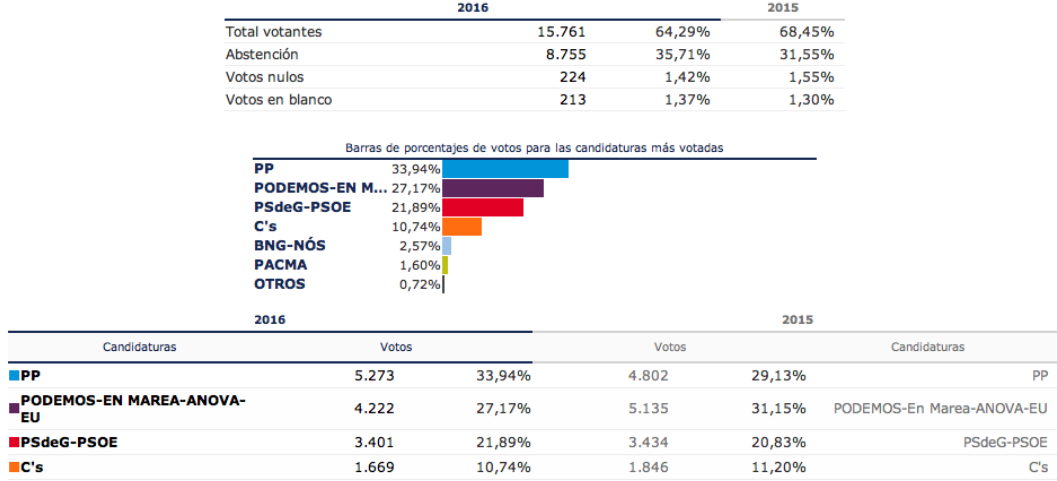 2016 2015
Total votantes 15.761 64,29% 68,45%
Abstención 8.755 35,71% 31,55%
Votos nulos 224 1,42% 1,55%
Votos en blanco 213 1,37% 1,30%
Barras de porcentajes de votos para las candidaturas más votadas
PP 33,94%
PODEMOS-EN M... 27,17%
PSdeG-PSOE 21,89%
C's 10,74%
BNG-NÓS 2,57%
PACMA 1,60%
OTROS 0,72%
2016 2015
Candidaturas Votos Votos Candidaturas
PP 5.273 33,94% 4.802 29,13% PP
PODEMOS-EN MAREA-ANOVA-
EU 4.222 27,17% 5.135 31,15% PODEMOS-En Marea-ANOVA-EU
PSdeG-PSOE 3.401 21,89% 3.434 20,83% PSdeG-PSOE
C's 1.669 10,74% 1.846 11,20% C's